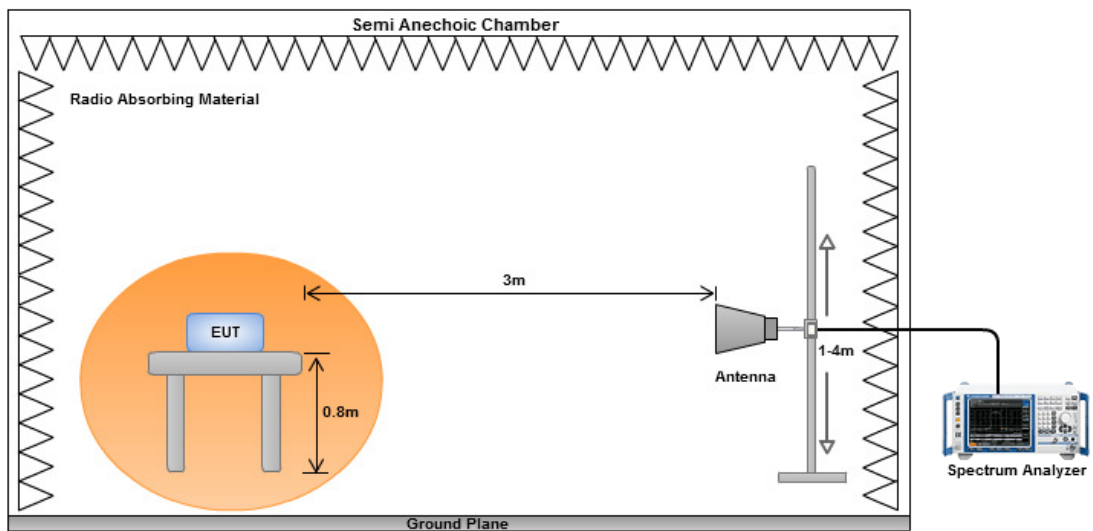 Semi Anechoic Chamber
Radio Absorbing Material
3m
EUT
1-4m
Antenna
0.8m
Spectrum Analyzer
Ground Plane